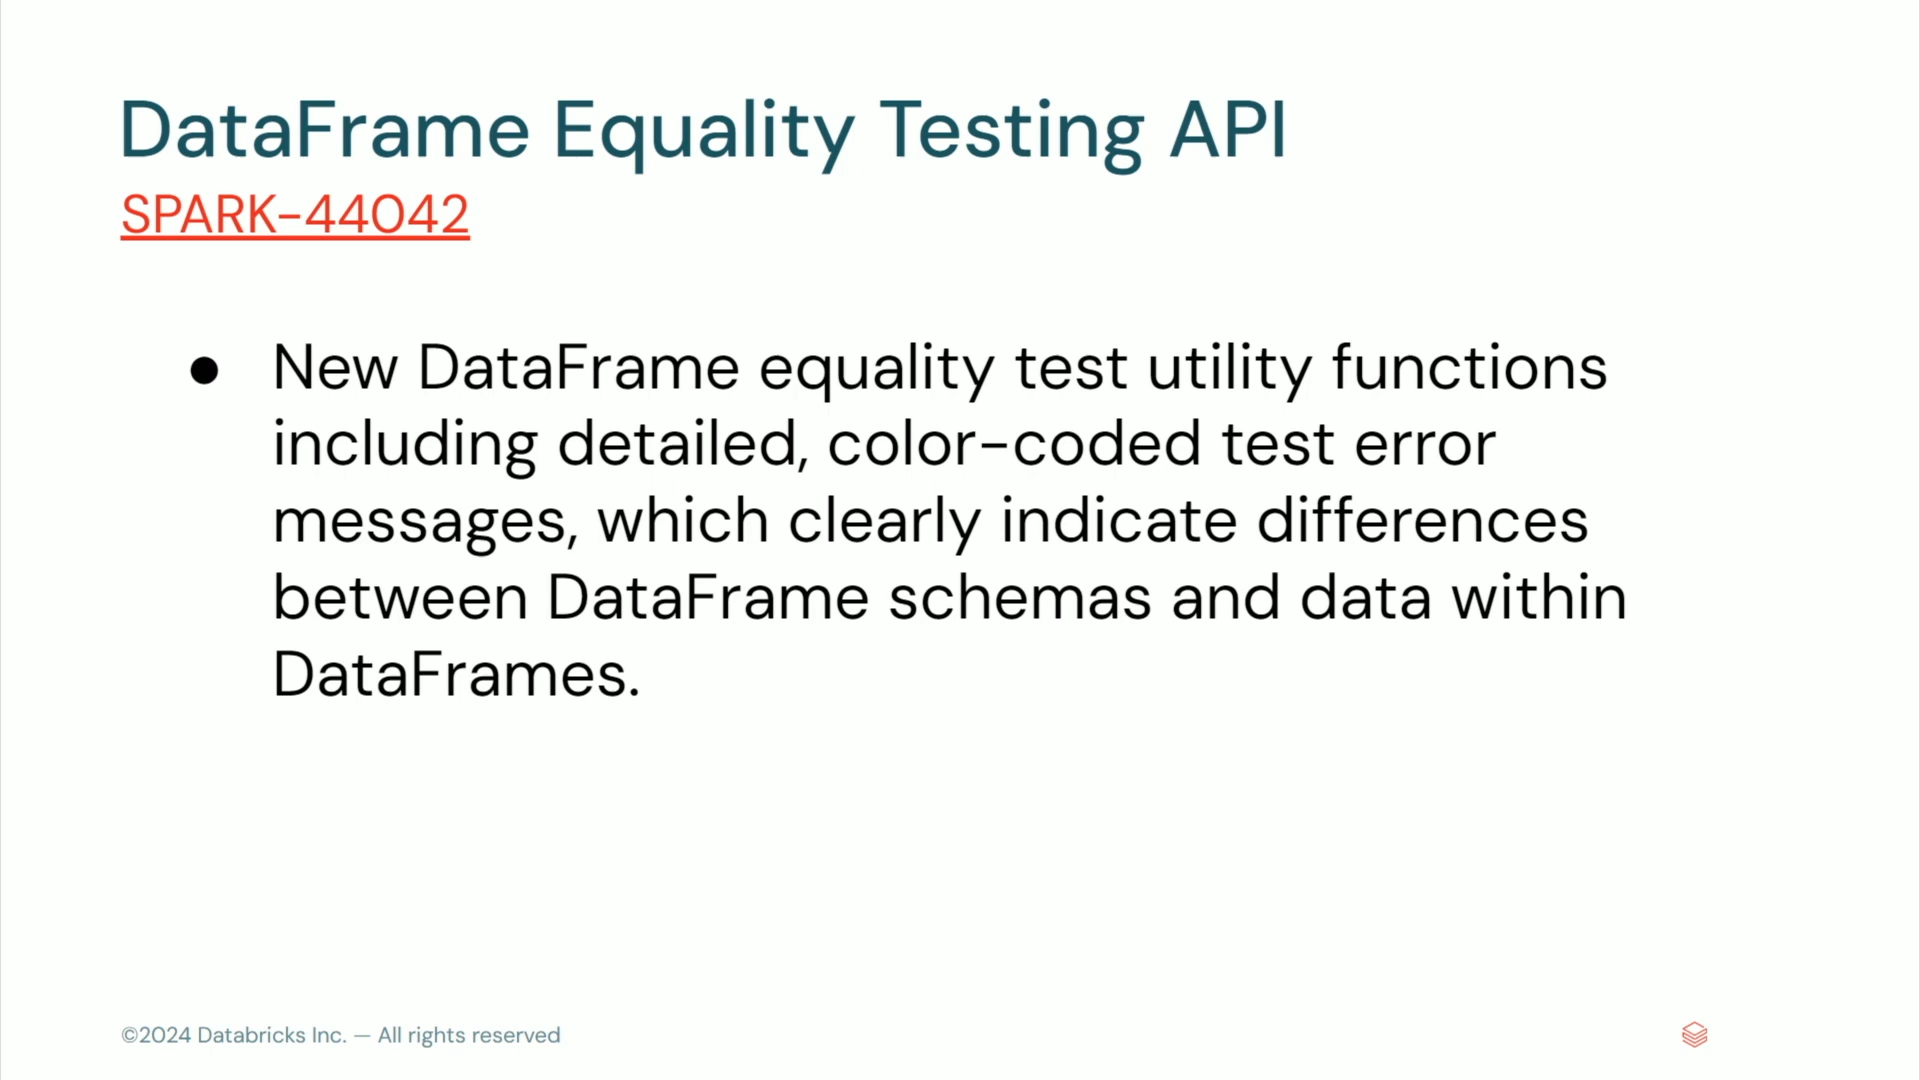 DataFrame Equality Testing API
SPARK-44042
● New DataFrame equality test utility functions
including detailed, color-coded test error
messages, which clearly indicate differences
between DataFrame schemas and data within
DataFrames.
©2024 Databricks Inc. — All rights reserved